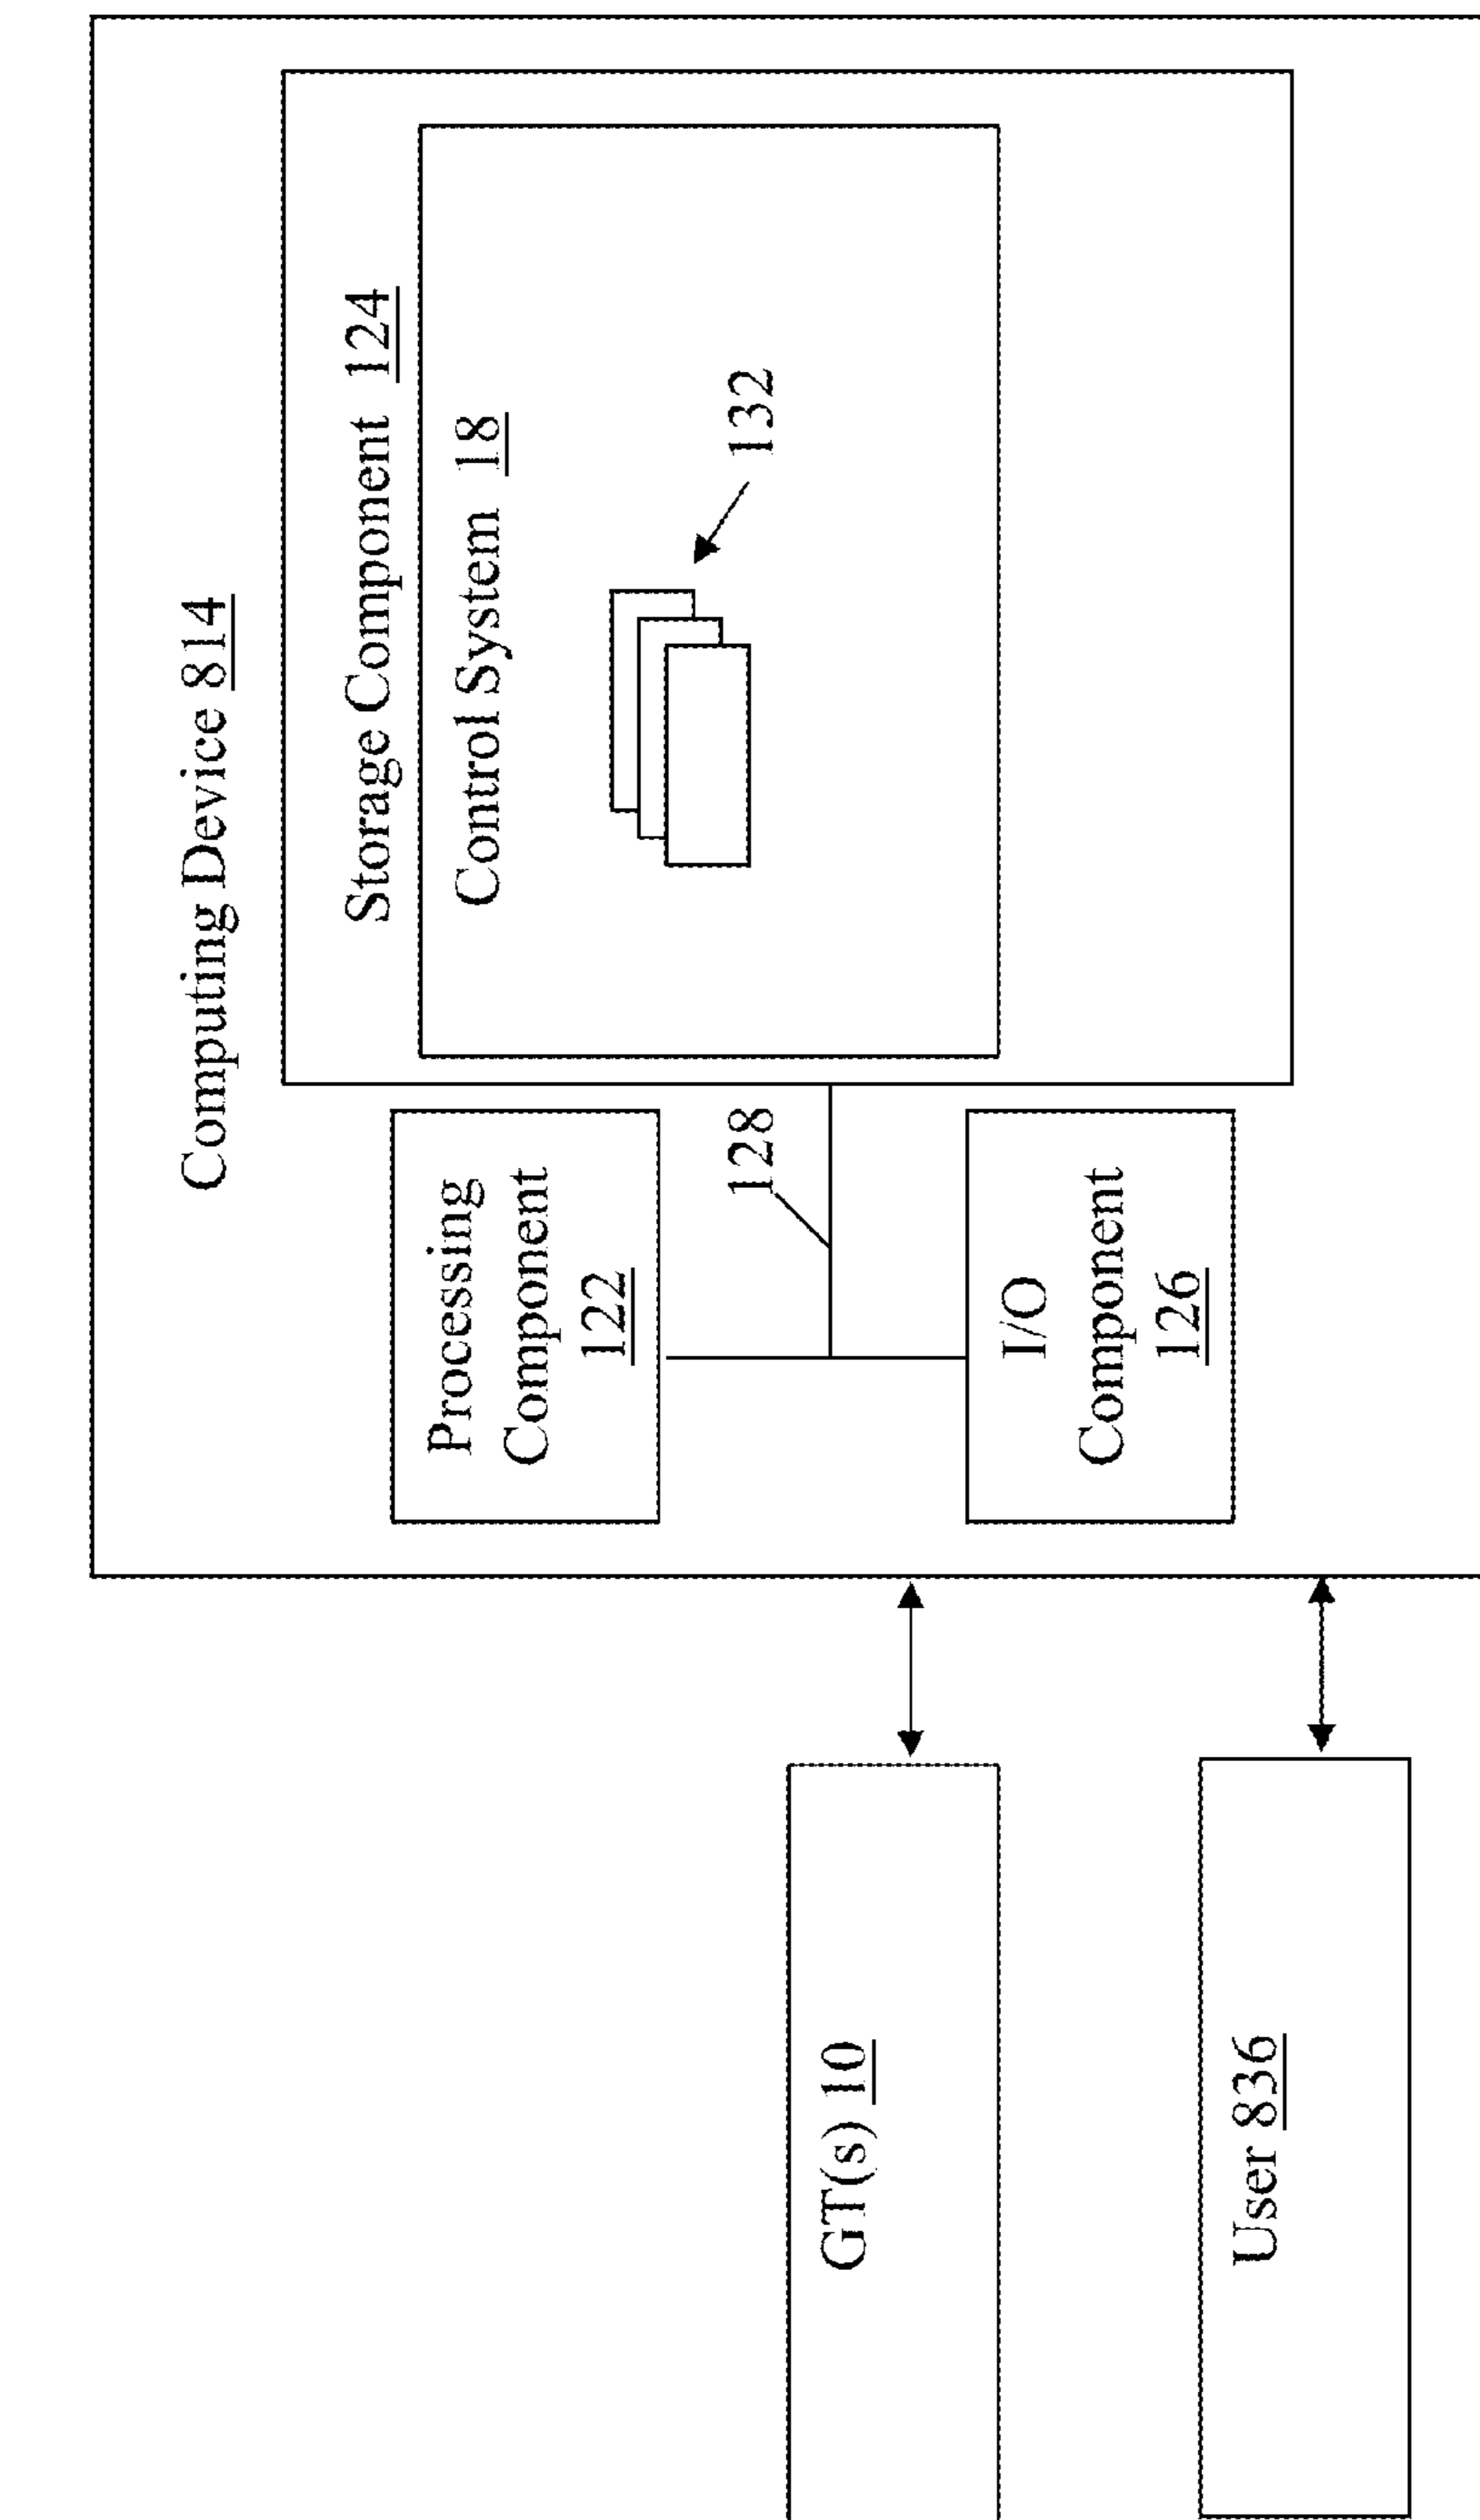 Computing Device 814
Storage Component 124
Control System 18
132
Processing
Component
122
128
I/O
Component
126
GT(s) 10
User 836